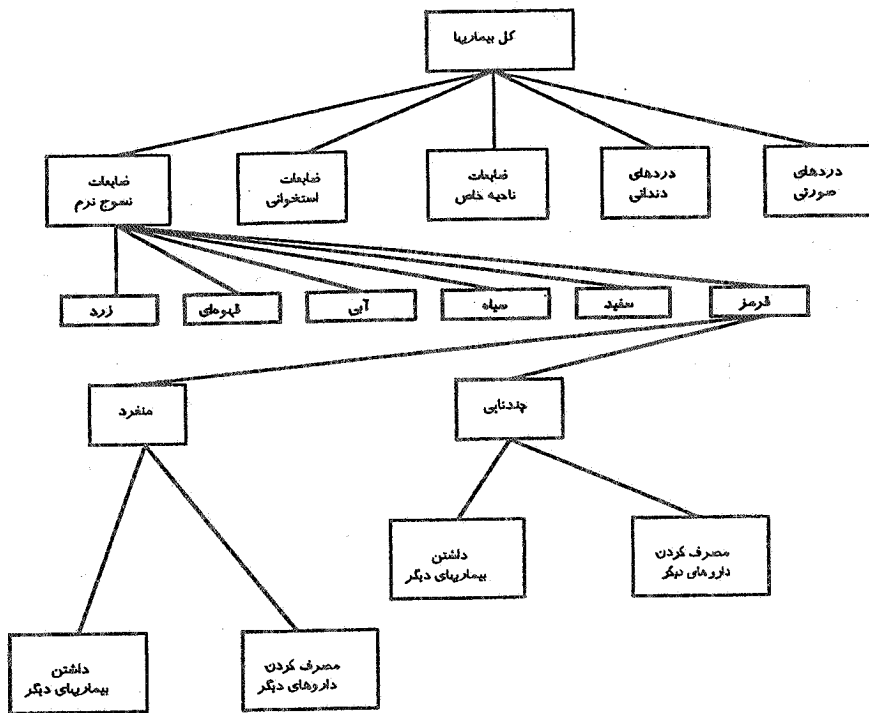 کل بیماریها
دردهای
صورتی
دردهای
دندانی
ضایعات
ناحیه خاص
ضایعات
استخوانی
ضایعات
نسوج نرم
قرمز
سفید
سیاه
آبی
قهوه‌ای
زرد
چندتایی
منفرد
مصرف کردن
داروهای دیگر
داشتن
بیماریهای دیگر
مصرف کردن
داروهای دیگر
داشتن
بیماریهای دیگر